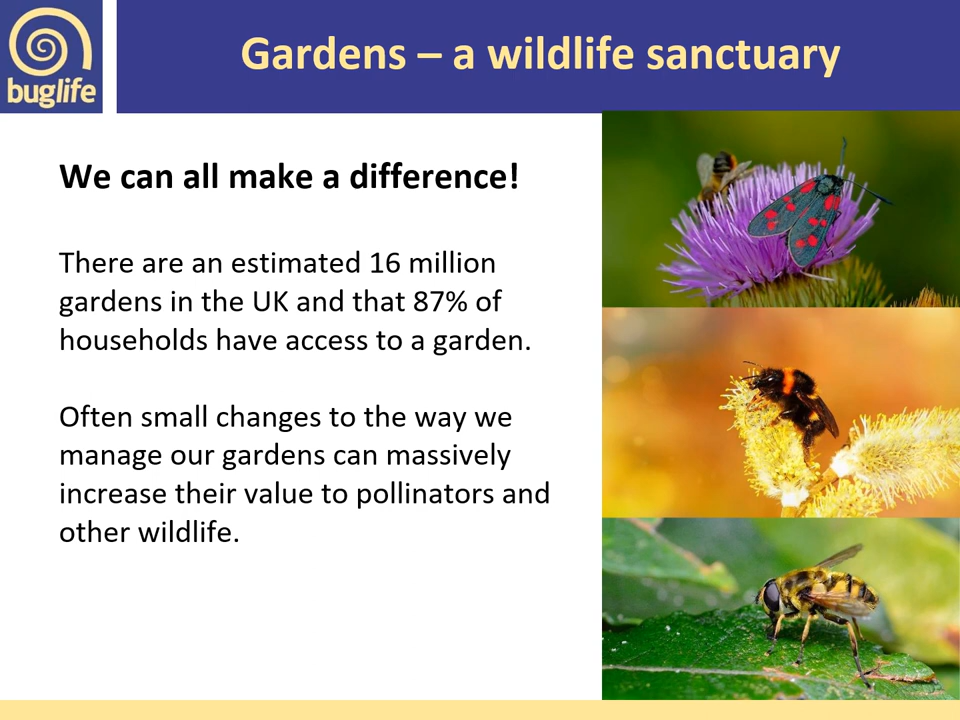 buglife
Gardens – a wildlife sanctuary
We can all make a difference!
There are an estimated 16 million
gardens in the UK and that 87% of
households have access to a garden.
Often small changes to the way we
manage our gardens can massively
increase their value to pollinators and
other wildlife.